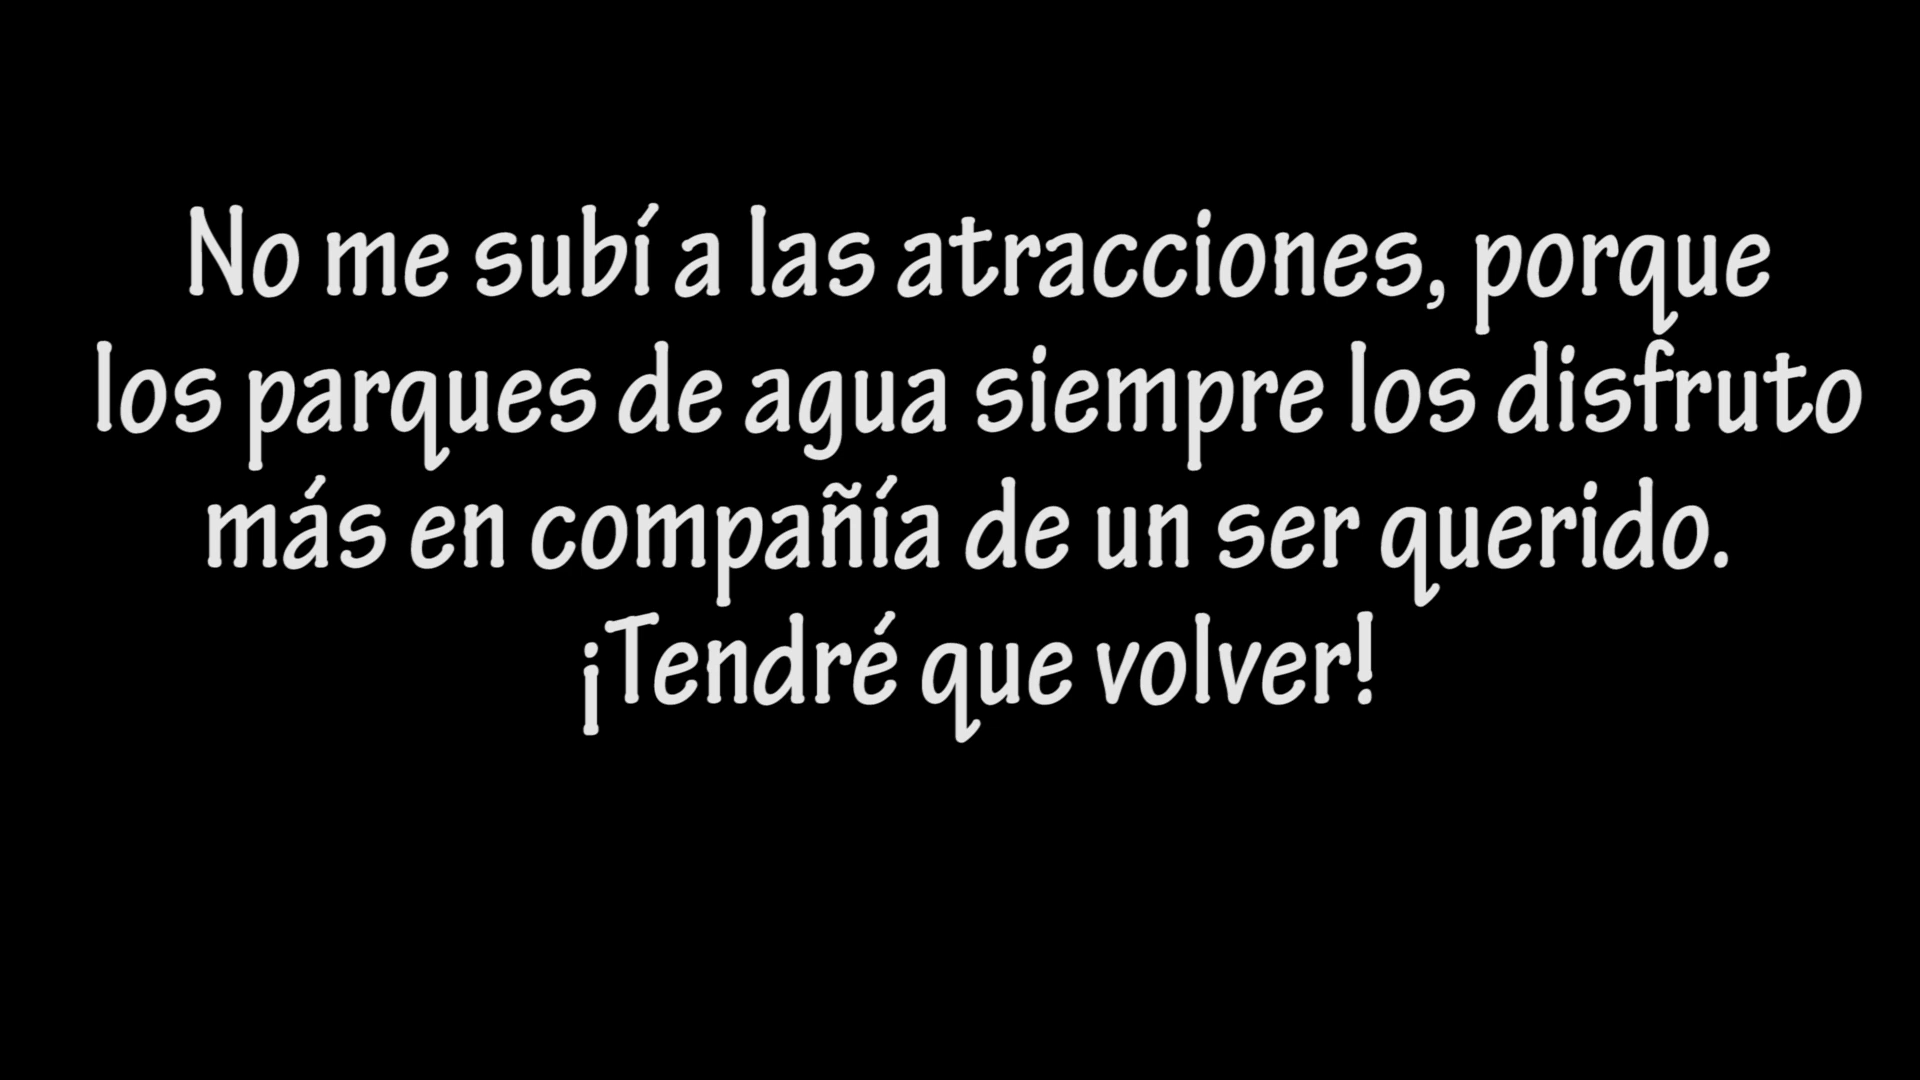 No me subí a las atracciones, porque
los parques de agua siempre los disfruto
más en compañía de un ser querido.
¡Tendré que volver!